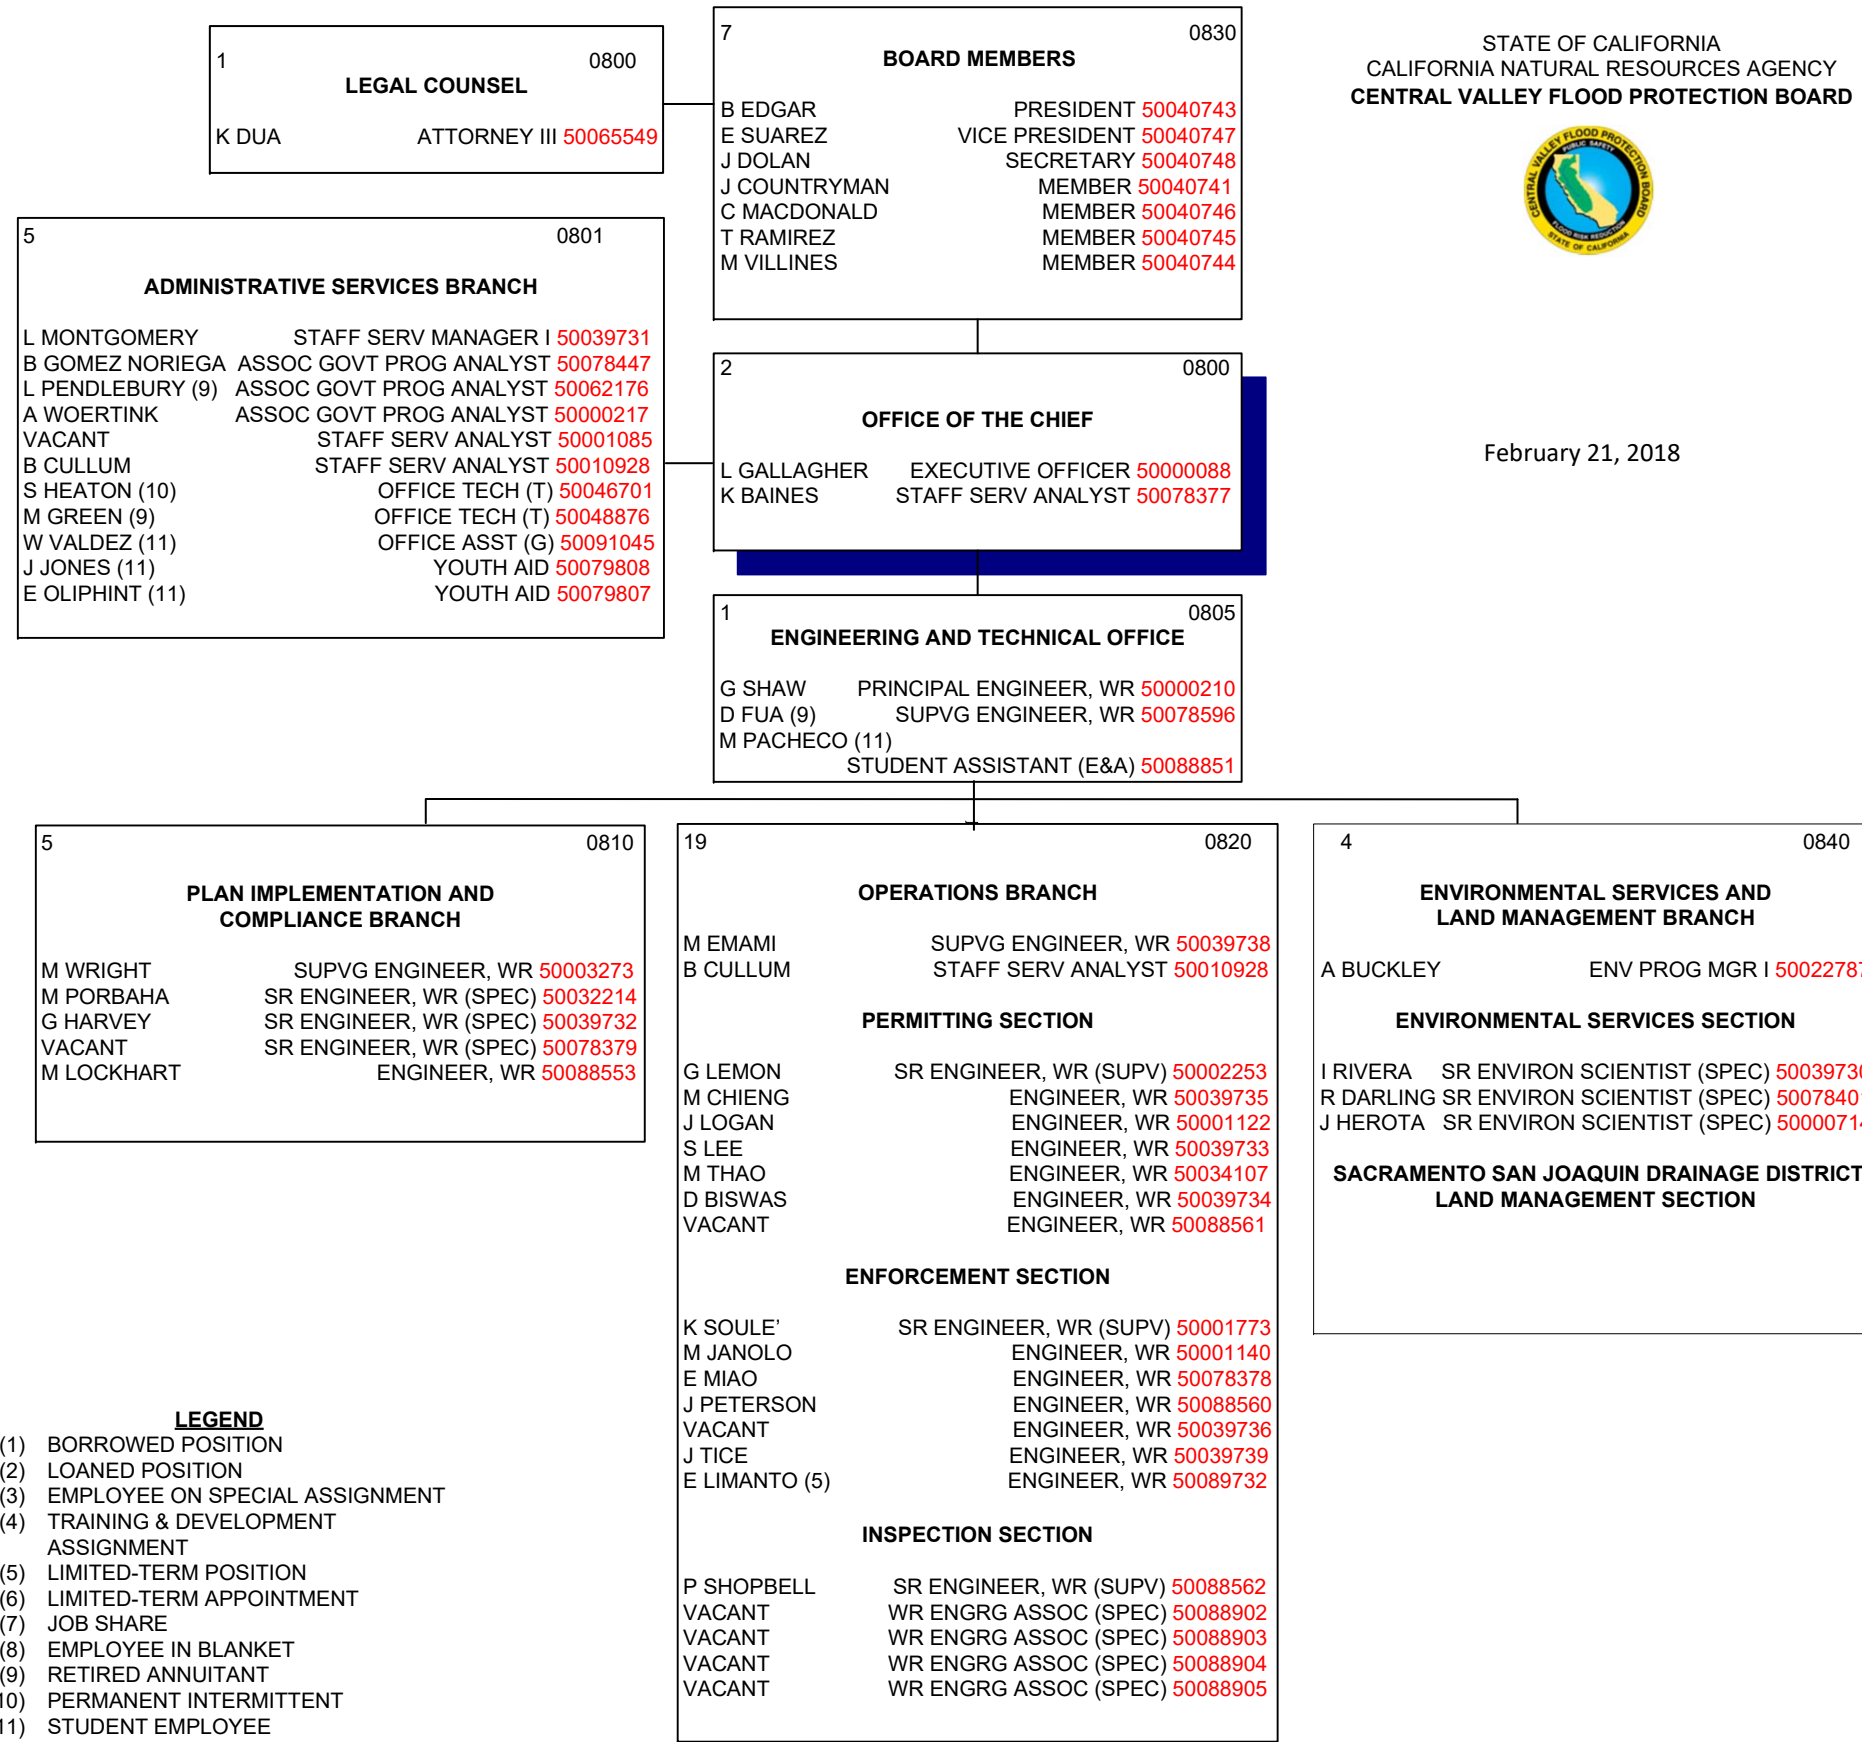 1 0800
LEGAL COUNSEL
K DUA ATTORNEY III 50065549
7 0830
BOARD MEMBERS
B EDGAR PRESIDENT 50040743
E SUAREZ VICE PRESIDENT 50040747
J DOLAN SECRETARY 50040748
J COUNTRYMAN MEMBER 50040741
C MACDONALD MEMBER 50040746
T RAMIREZ MEMBER 50040745
M VILLINES MEMBER 50040744
STATE OF CALIFORNIA
CALIFORNIA NATURAL RESOURCES AGENCY
CENTRAL VALLEY FLOOD PROTECTION BOARD
CENTRAL VALLEY FLOOD PROTECTION BOARD
PUBLIC SAFETY
FLOOD RISK REDUCTION
STATE OF CALIFORNIA
February 21, 2018
5 0801
ADMINISTRATIVE SERVICES BRANCH
L MONTGOMERY STAFF SERV MANAGER I 50039731
B GOMEZ NORIEGA ASSOC GOVT PROG ANALYST 50078447
L PENDLEBURY (9) ASSOC GOVT PROG ANALYST 50062176
A WOERTINK ASSOC GOVT PROG ANALYST 50000217
VACANT STAFF SERV ANALYST 50001085
B CULLUM STAFF SERV ANALYST 50010928
S HEATON (10) OFFICE TECH (T) 50046701
M GREEN (9) OFFICE TECH (T) 50048876
W VALDEZ (11) OFFICE ASST (G) 50091045
J JONES (11) YOUTH AID 50079808
E OLIPHINT (11) YOUTH AID 50079807
2 0800
OFFICE OF THE CHIEF
L GALLAGHER EXECUTIVE OFFICER 50000088
K BAINES STAFF SERV ANALYST 50078377
1 0805
ENGINEERING AND TECHNICAL OFFICE
G SHAW PRINCIPAL ENGINEER, WR 50000210
D FUA (9) SUPVG ENGINEER, WR 50078596
M PACHECO (11)
STUDENT ASSISTANT (E&A) 50088851
5 0810
PLAN IMPLEMENTATION AND
COMPLIANCE BRANCH
M WRIGHT SUPVG ENGINEER, WR 50003273
M PORBAHA SR ENGINEER, WR (SPEC) 50032214
G HARVEY SR ENGINEER, WR (SPEC) 50039732
VACANT SR ENGINEER, WR (SPEC) 50078379
M LOCKHART ENGINEER, WR 50088553
19 0820
OPERATIONS BRANCH
M EMAMI SUPVG ENGINEER, WR 50039738
B CULLUM STAFF SERV ANALYST 50010928
PERMITTING SECTION
G LEMON SR ENGINEER, WR (SUPV) 50002253
M CHIENG ENGINEER, WR 50039735
J LOGAN ENGINEER, WR 50001122
S LEE ENGINEER, WR 50039733
M THAO ENGINEER, WR 50034107
D BISWAS ENGINEER, WR 50039734
VACANT ENGINEER, WR 50088561
ENFORCEMENT SECTION
K SOULE’ SR ENGINEER, WR (SUPV) 50001773
M JANOLO ENGINEER, WR 50001140
E MIAO ENGINEER, WR 50078378
J PETERSON ENGINEER, WR 50088560
VACANT ENGINEER, WR 50039736
J TICE ENGINEER, WR 50039739
E LIMANTO (5) ENGINEER, WR 50089732
INSPECTION SECTION
P SHOPBELL SR ENGINEER, WR (SUPV) 50088562
VACANT WR ENGRG ASSOC (SPEC) 50088902
VACANT WR ENGRG ASSOC (SPEC) 50088903
VACANT WR ENGRG ASSOC (SPEC) 50088904
VACANT WR ENGRG ASSOC (SPEC) 50088905
4 0840
ENVIRONMENTAL SERVICES AND
LAND MANAGEMENT BRANCH
A BUCKLEY ENV PROG MGR I 50022787
ENVIRONMENTAL SERVICES SECTION
I RIVERA SR ENVIRON SCIENTIST (SPEC) 50039730
R DARLING SR ENVIRON SCIENTIST (SPEC) 50078401
J HEROTA SR ENVIRON SCIENTIST (SPEC) 50000714
SACRAMENTO SAN JOAQUIN DRAINAGE DISTRICT
LAND MANAGEMENT SECTION
LEGEND
(1) BORROWED POSITION
(2) LOANED POSITION
(3) EMPLOYEE ON SPECIAL ASSIGNMENT
(4) TRAINING & DEVELOPMENT
ASSIGNMENT
(5) LIMITED-TERM POSITION
(6) LIMITED-TERM APPOINTMENT
(7) JOB SHARE
(8) EMPLOYEE IN BLANKET
(9) RETIRED ANNUITANT
10) PERMANENT INTERMITTENT
11) STUDENT EMPLOYEE